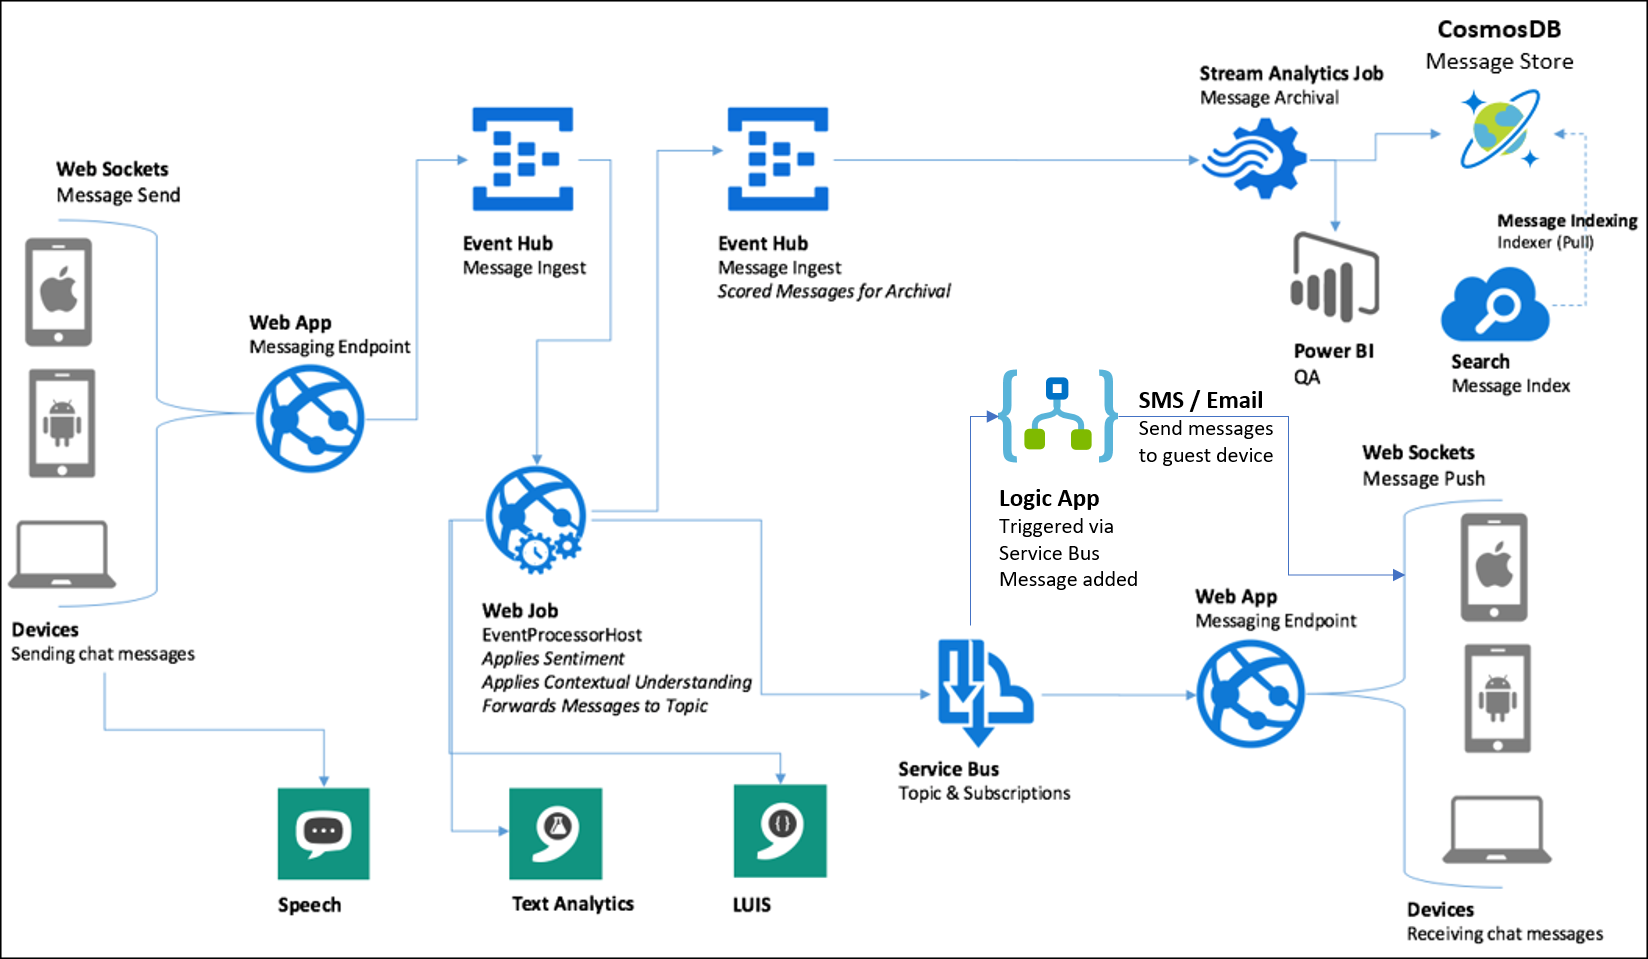 CosmosDB
Message Store
Stream Analytics Job
Message Archival
Web Sockets
Message Send
Event Hub
Message Ingest
Event Hub
Message Ingest
Scored Messages for Archival
Message Indexing
Indexer (Pull)
Web App
Messaging Endpoint
Power BI
QA
Search
Message Index
SMS / Email
Send messages
to guest device
Web Sockets
Message Push
Logic App
Triggered via
Service Bus
Message added
Web App
Messaging Endpoint
Web Job
EventProcessorHost
Applies Sentiment
Applies Contextual Understanding
Forwards Messages to Topic
Devices
Sending chat messages
Service Bus
Topic & Subscriptions
Speech
Text Analytics
LUIS
Devices
Receiving chat messages